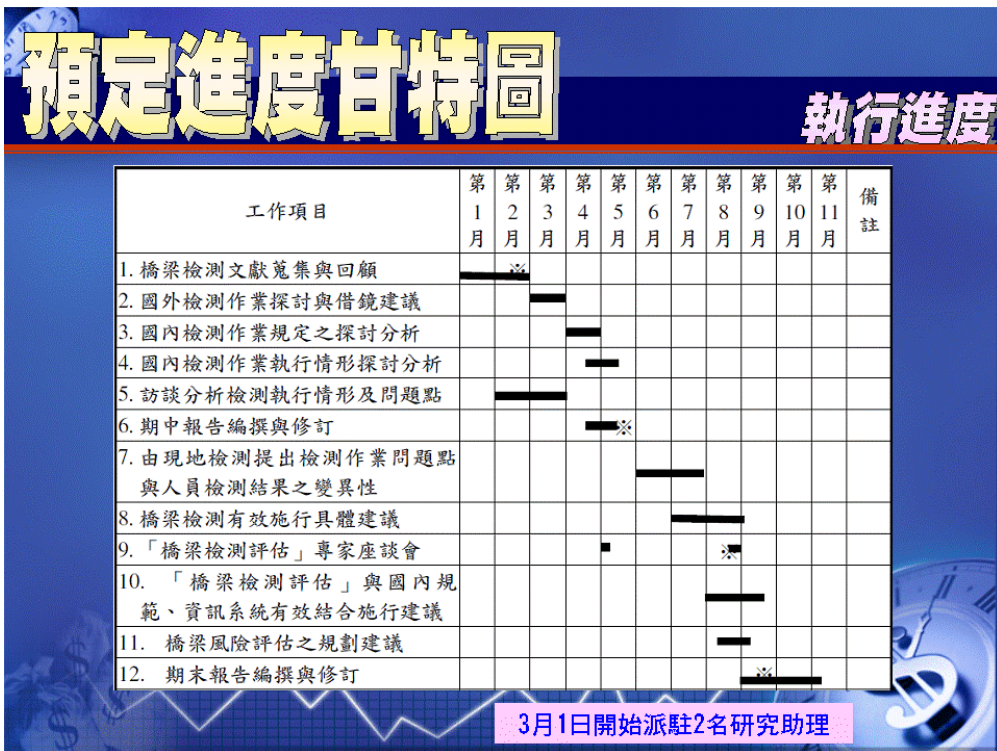 預定進度甘特圖
執行進度
工作項目 第1月 第2月 第3月 第4月 第5月 第6月 第7月 第8月 第9月 第10月 第11月 備註
1. 橋梁檢測文獻蒐集與回顧 ※
2. 國外檢測作業探討與借鏡建議
3. 國內檢測作業規定之探討分析
4. 國內檢測作業執行情形探討分析
5. 訪談分析檢測執行情形及問題點
6. 期中報告編撰與修訂 ※
7. 由現地檢測提出檢測作業問題點
與人員檢測結果之變異性
8. 橋梁檢測有效施行具體建議
9. 「橋梁檢測評估」專家座談會 ※
10. 「橋梁檢測評估」與國內規
範、資訊系統有效結合施行建議
11. 橋梁風險評估之規劃建議
12. 期末報告編撰與修訂 ※
3月1日開始派駐2名研究助理